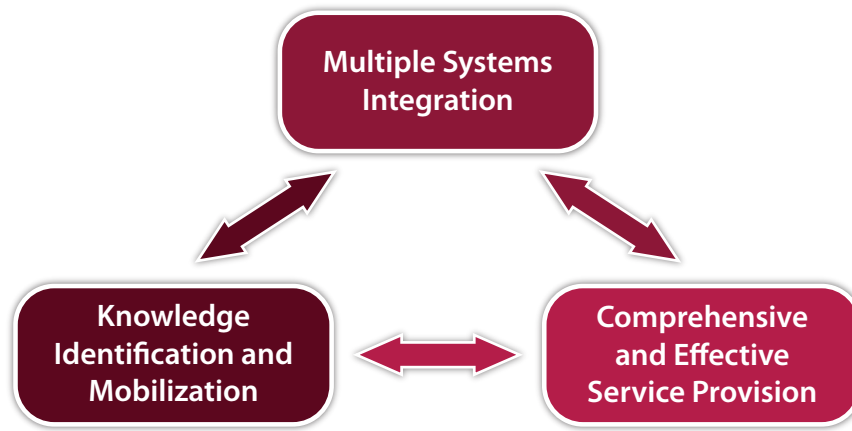 Multiple Systems
Integration
Knowledge
Identification and
Mobilization
Comprehensive
and Effective
Service Provision